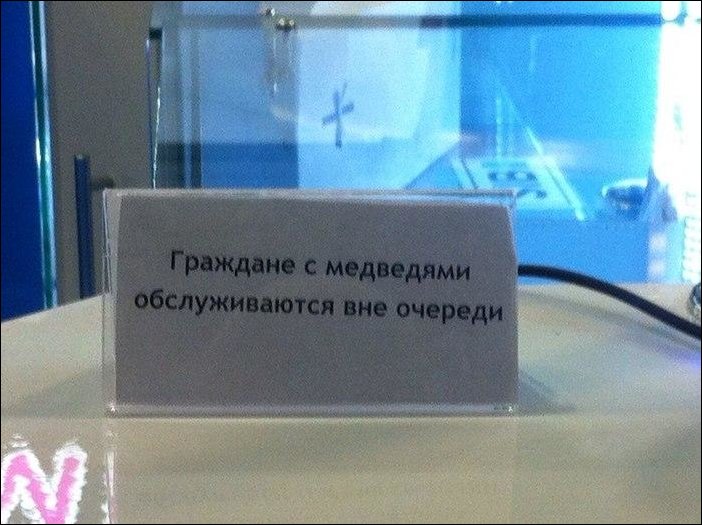 Граждане с медведями
обслуживаются вне очереди